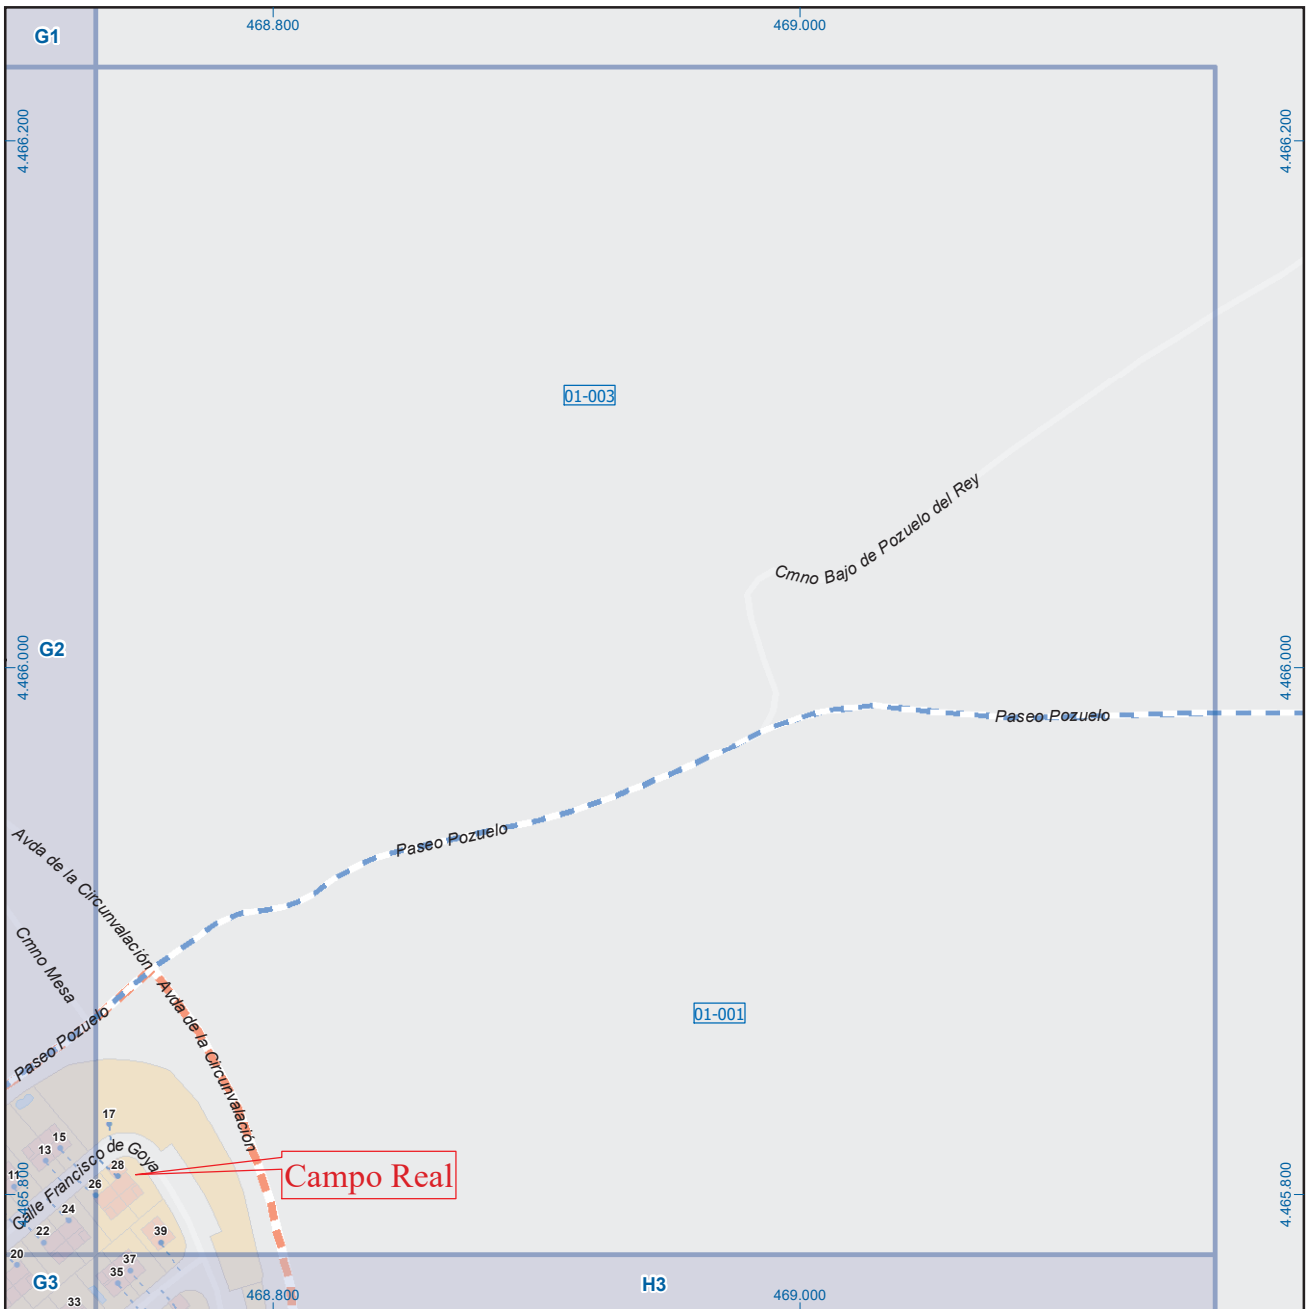 468.800
469.000
G1
4.466.200
4.466.200
01-003
Cmno Bajo de Pozuelo del Rey
G2
4.466.000
4.466.000
Paseo Pozuelo
Paseo Pozuelo
Avda de la Circunvalación
Cmno Mesa
Avda de la Circunvalación
Paseo Pozuelo
01-001
17
15
13
11
Calle Francisco de Goya
28
26
24
22
20
39
37
35
33
Campo Real
4.465.800
G3
H3
468.800
469.000